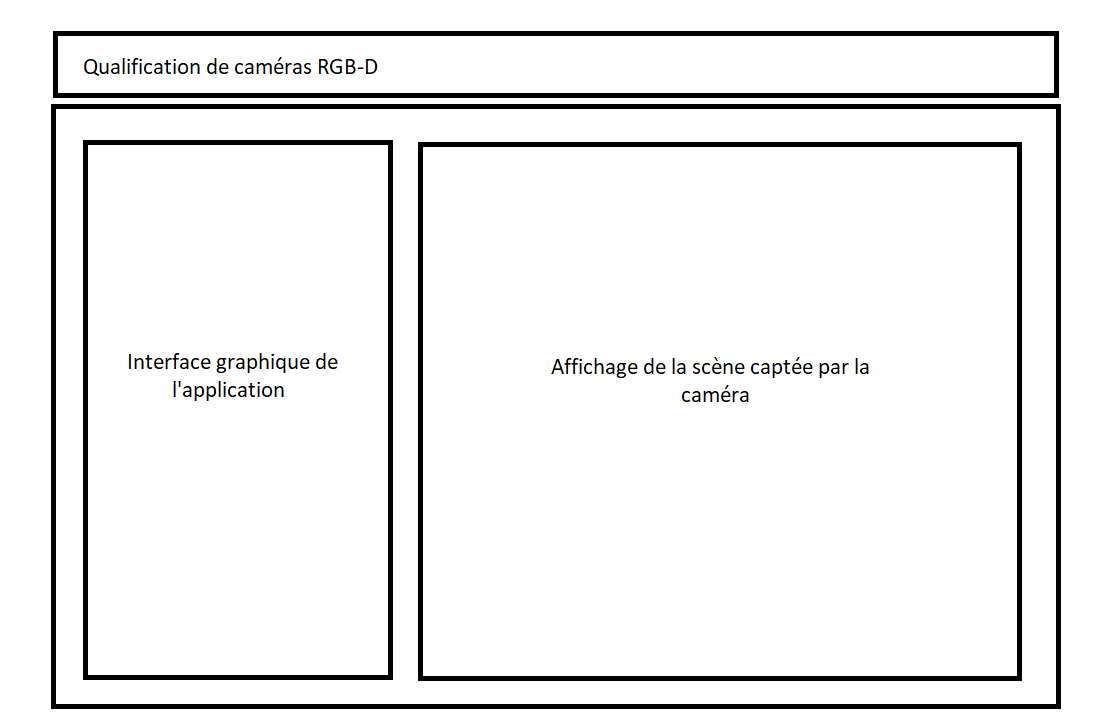 Qualification de caméras RGB-D
Interface graphique de
l'application
Affichage de la scène captée par la
caméra